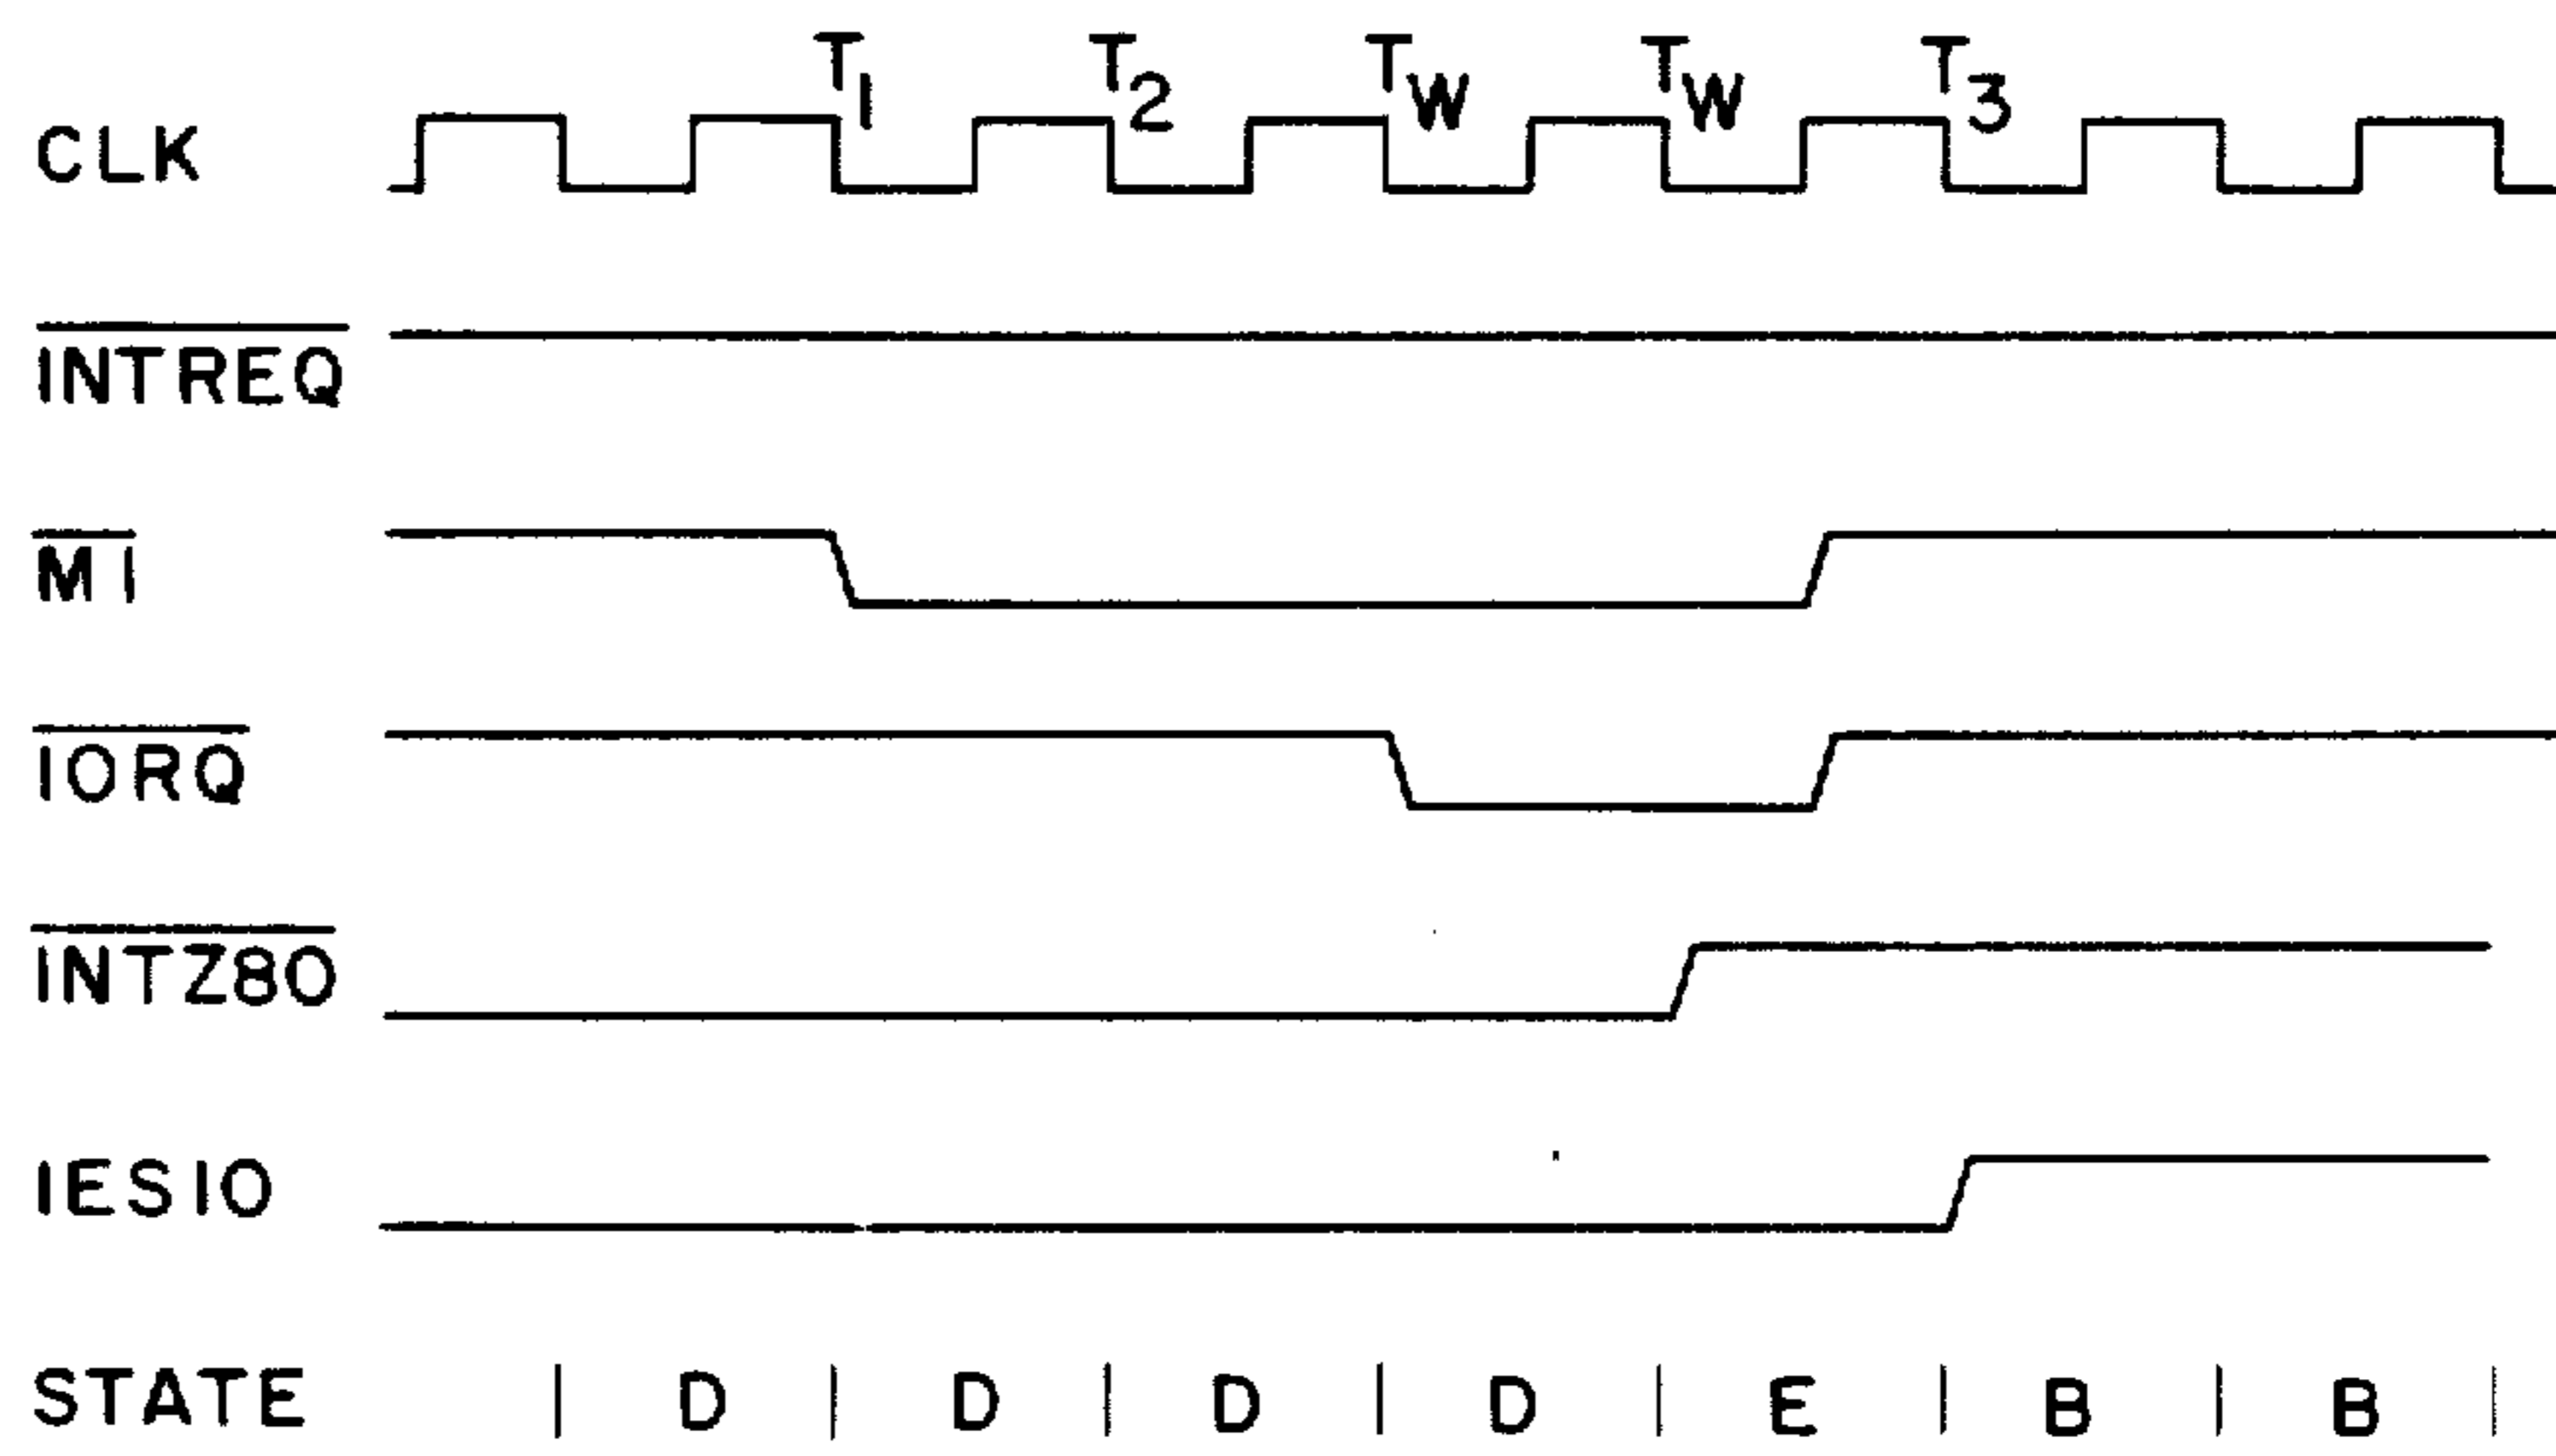 T1 T2 TW TW T3
CLK
INTREQ
M1
IORQ
INTZ80
IESIO
STATE | D | D | D | D | E | B | B |